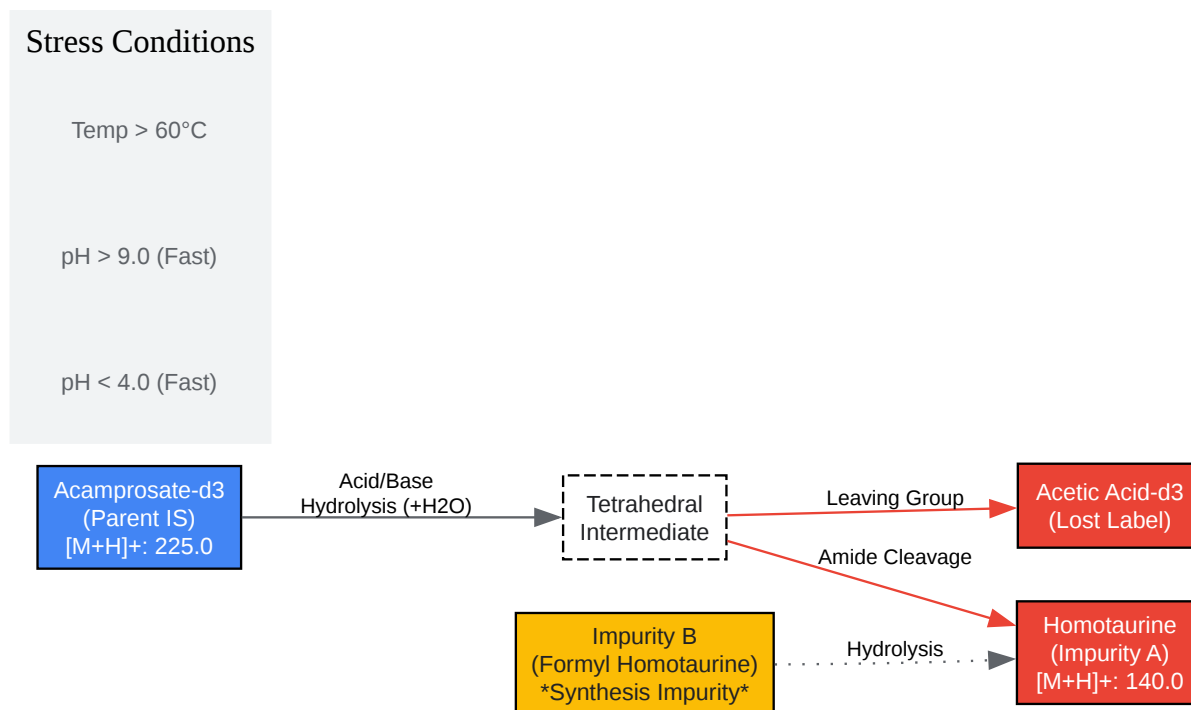 Stress Conditions
Temp > 60°C
pH > 9.0 (Fast)
pH < 4.0 (Fast)
Acamprosate-d3
(Parent IS)
[M+H]+: 225.0
Acid/Base
Hydrolysis (+H2O)
Tetrahedral
Intermediate
Leaving Group
Amide Cleavage
Acetic Acid-d3
(Lost Label)
Impurity B
(Formyl Homotaurine)
*Synthesis Impurity*
Hydrolysis
Homotaurine
(Impurity A)
[M+H]+: 140.0